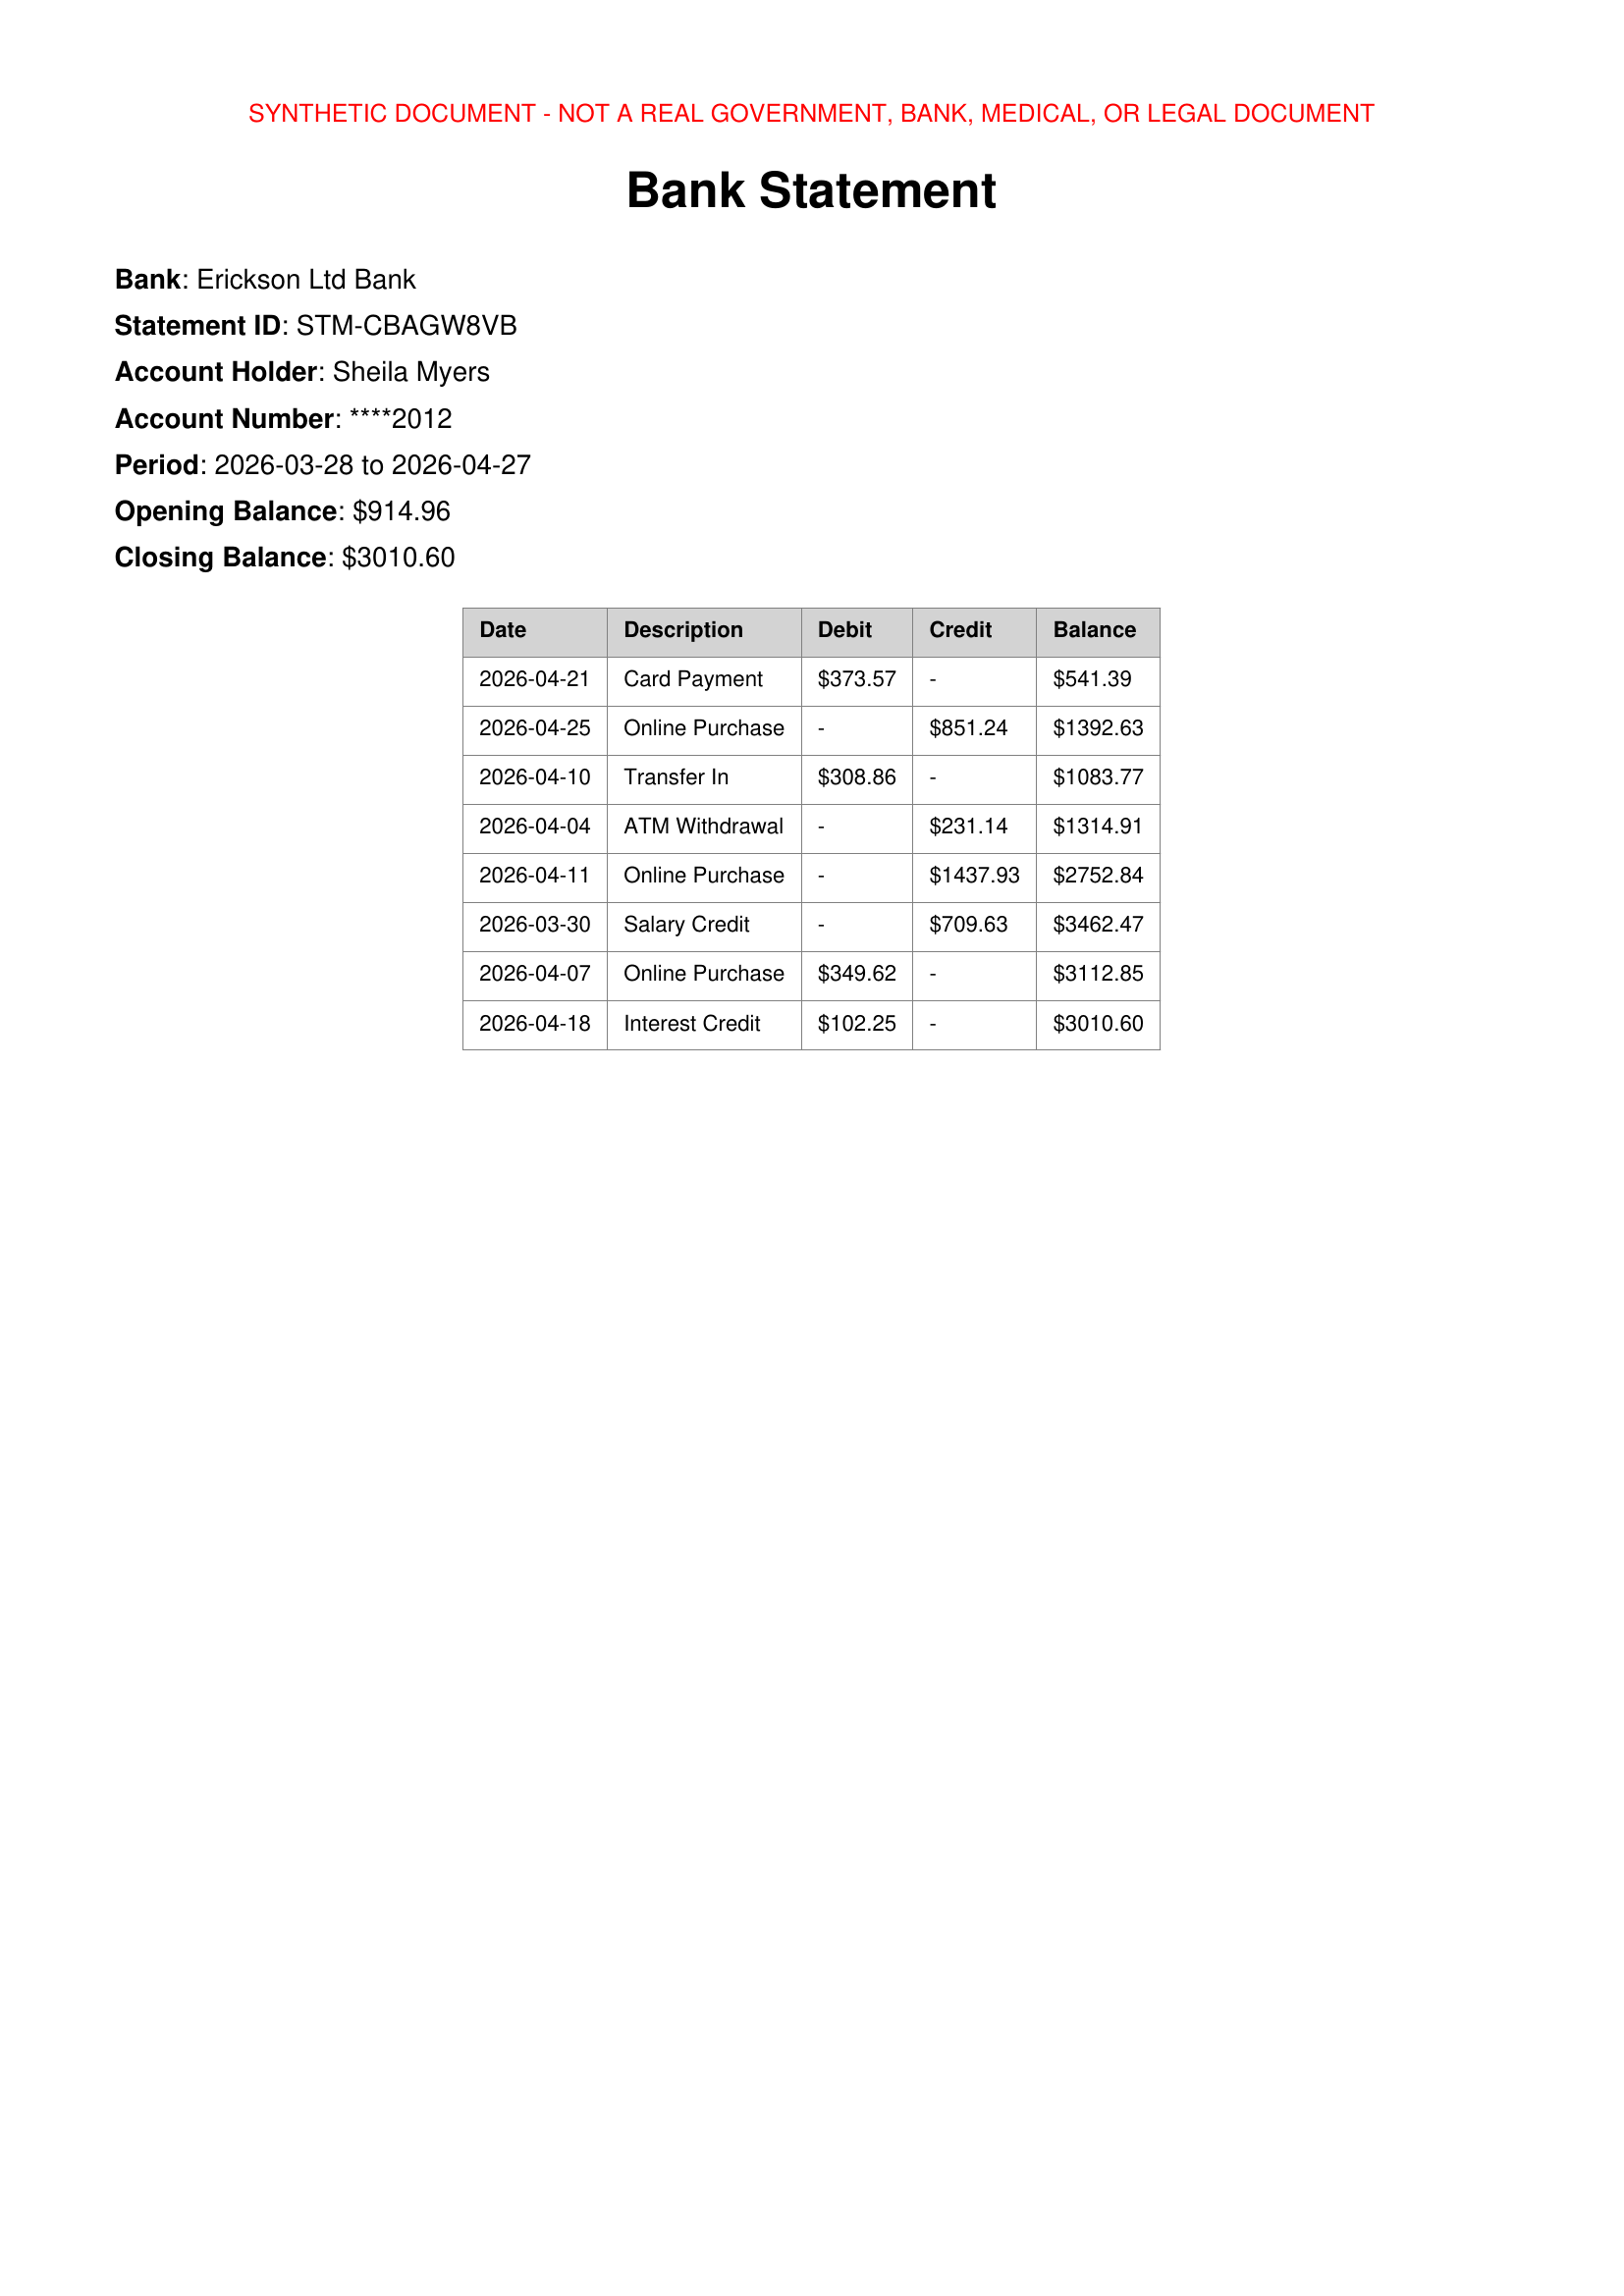 SYNTHETIC DOCUMENT - NOT A REAL GOVERNMENT, BANK, MEDICAL, OR LEGAL DOCUMENT
Bank Statement
Bank: Erickson Ltd Bank
Statement ID: STM-CBAGW8VB
Account Holder: Sheila Myers
Account Number: ****2012
Period: 2026-03-28 to 2026-04-27
Opening Balance: $914.96
Closing Balance: $3010.60
Date Description Debit Credit Balance
2026-04-21 Card Payment $373.57 - $541.39
2026-04-25 Online Purchase - $851.24 $1392.63
2026-04-10 Transfer In $308.86 - $1083.77
2026-04-04 ATM Withdrawal - $231.14 $1314.91
2026-04-11 Online Purchase - $1437.93 $2752.84
2026-03-30 Salary Credit - $709.63 $3462.47
2026-04-07 Online Purchase $349.62 - $3112.85
2026-04-18 Interest Credit $102.25 - $3010.60